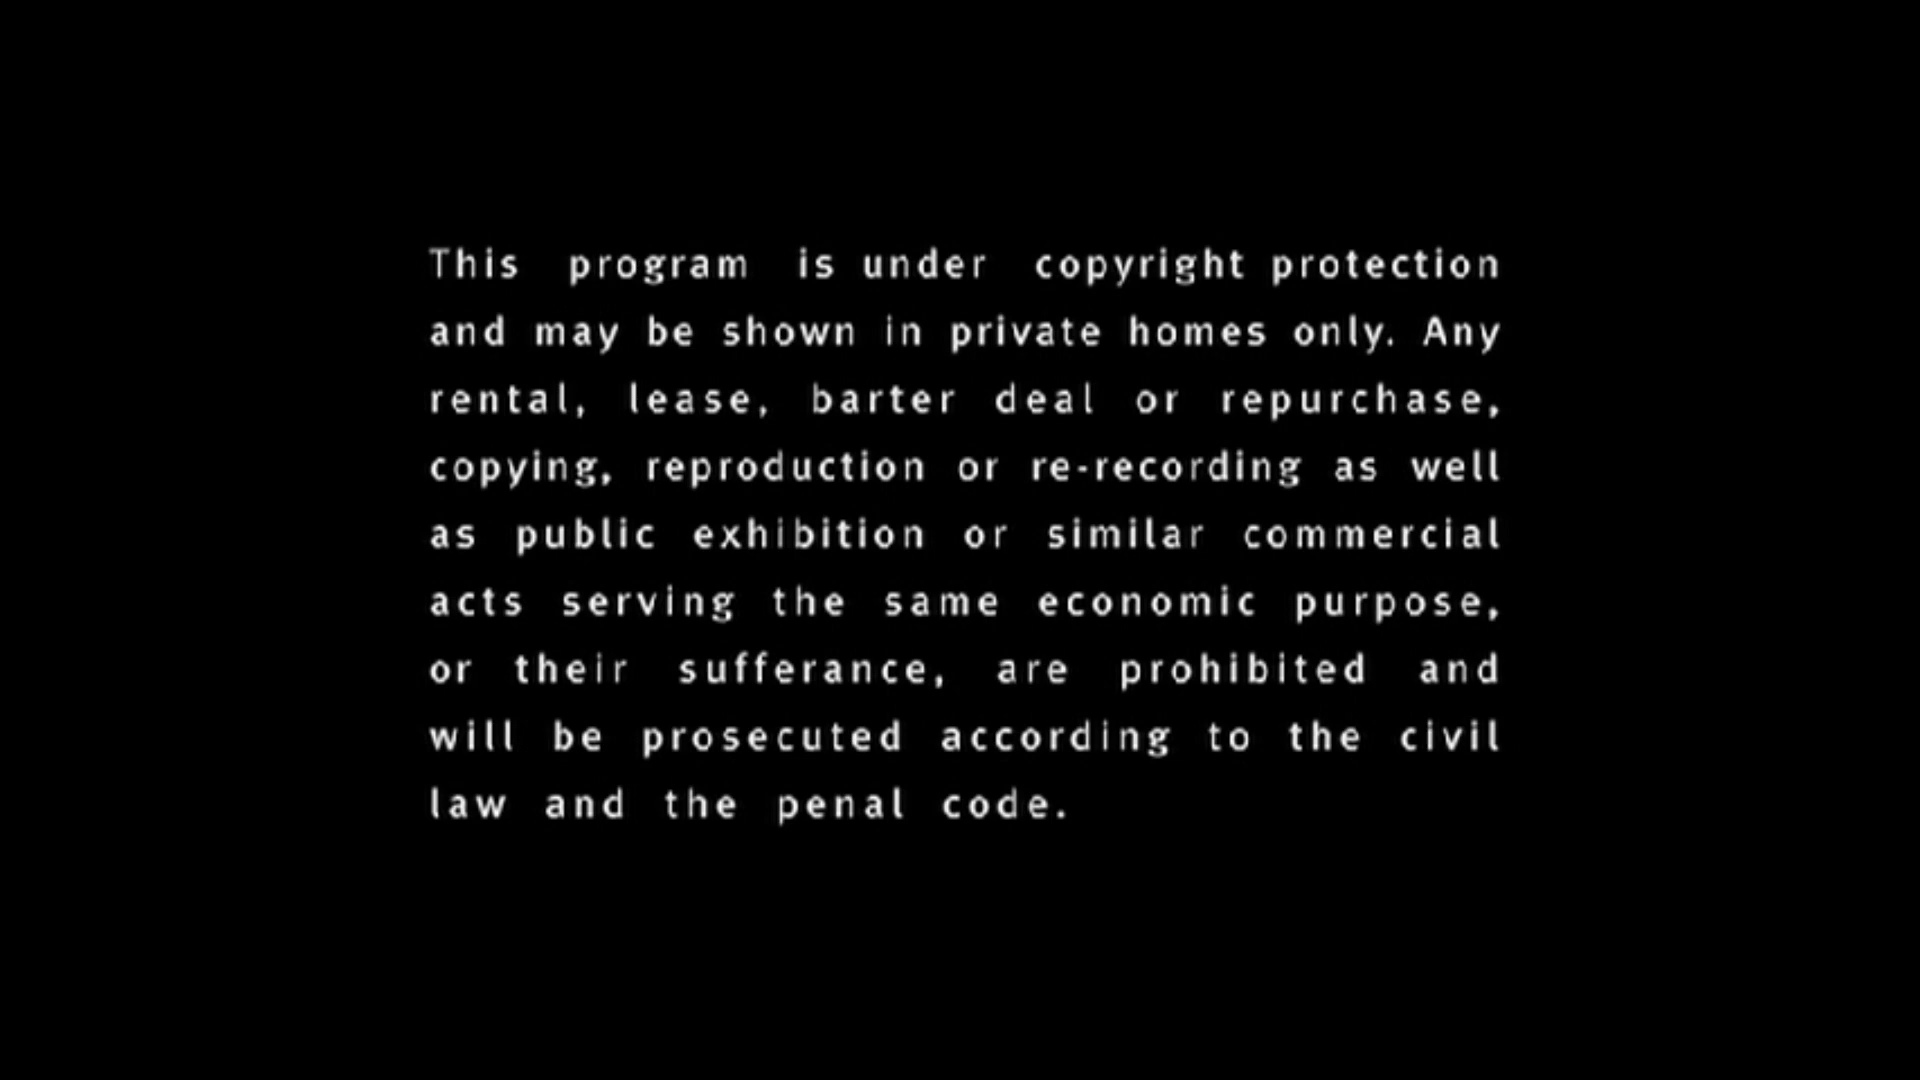 This program is under copyright protection
and may be shown in private homes only. Any
rental, lease, barter deal or repurchase,
copying, reproduction or re-recording as well
as public exhibition or similar commercial
acts serving the same economic purpose,
or their sufferance, are prohibited and
will be prosecuted according to the civil
law and the penal code.